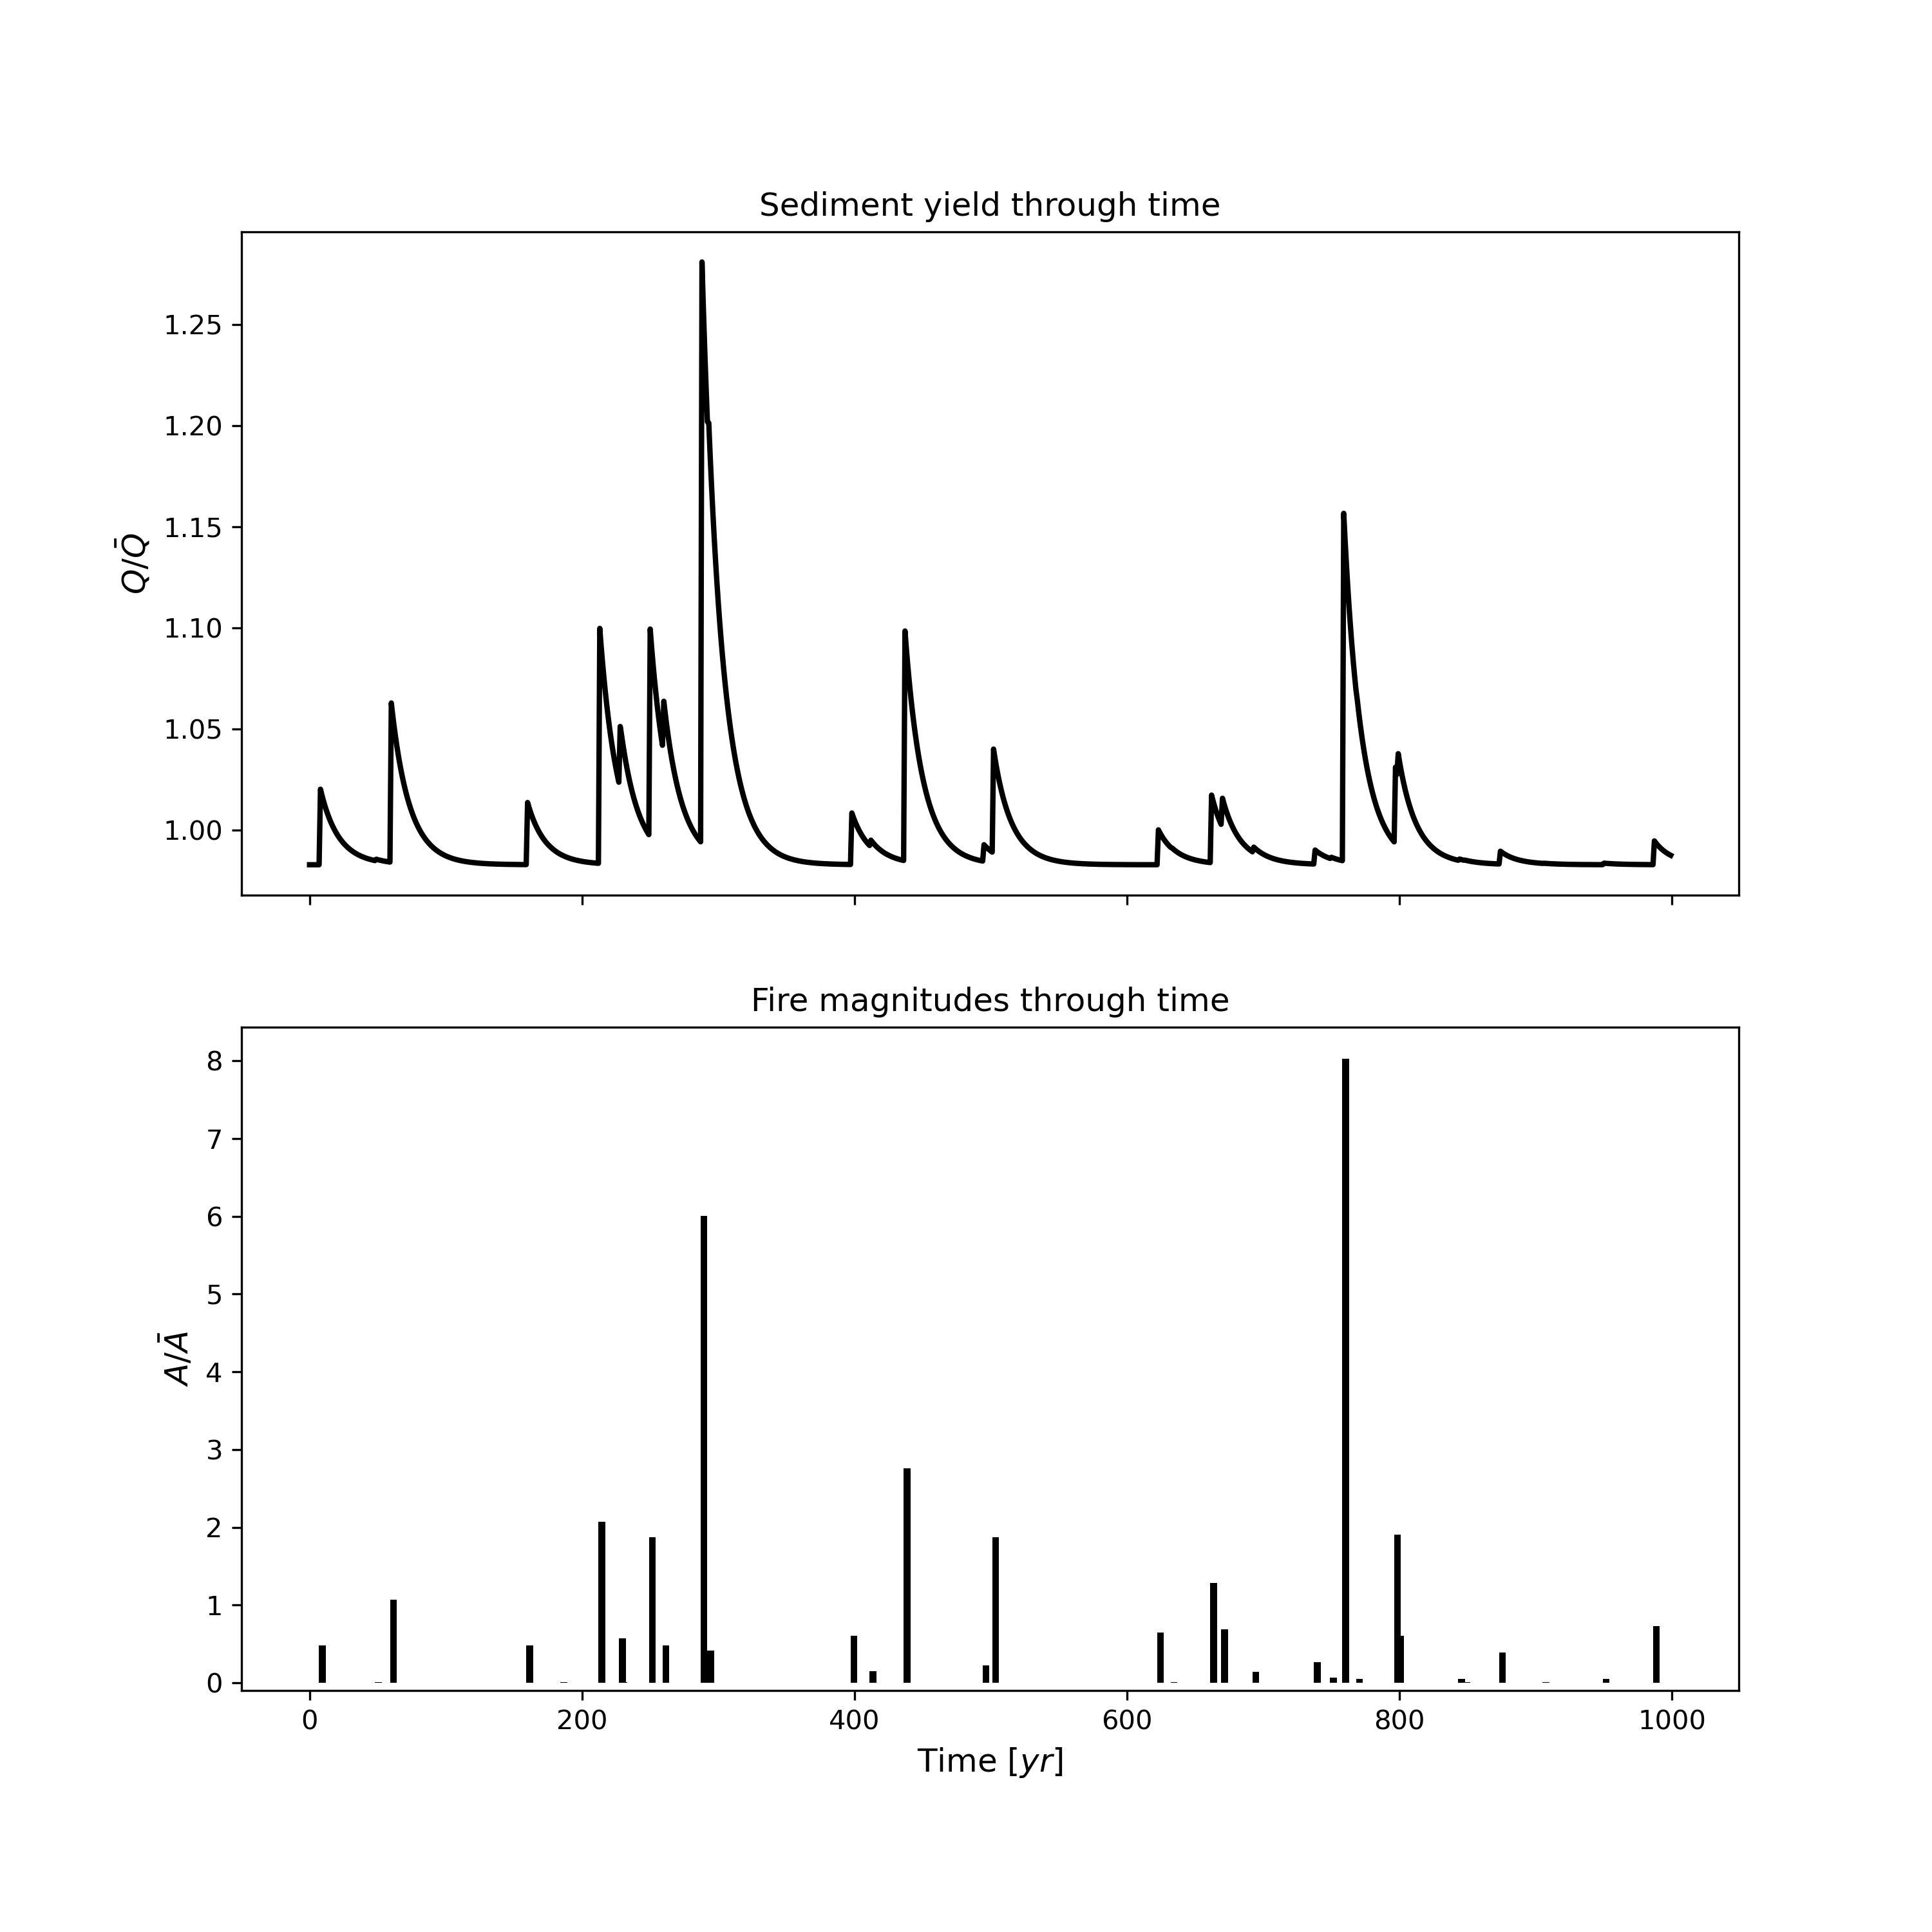 Sediment yield through time
1.25
1.20
1.15
1.10
1.05
1.00
Q/Q̄
Fire magnitudes through time
8
7
6
5
4
3
2
1
0
A/Ā
0 200 400 600 800 1000
Time [yr]